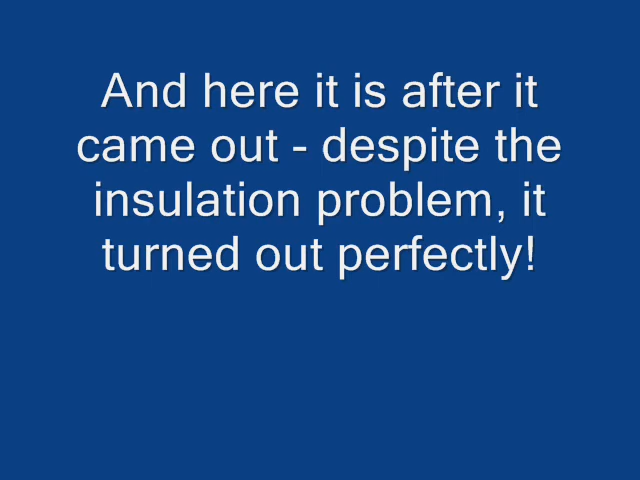 And here it is after it
came out - despite the
insulation problem, it
turned out perfectly!